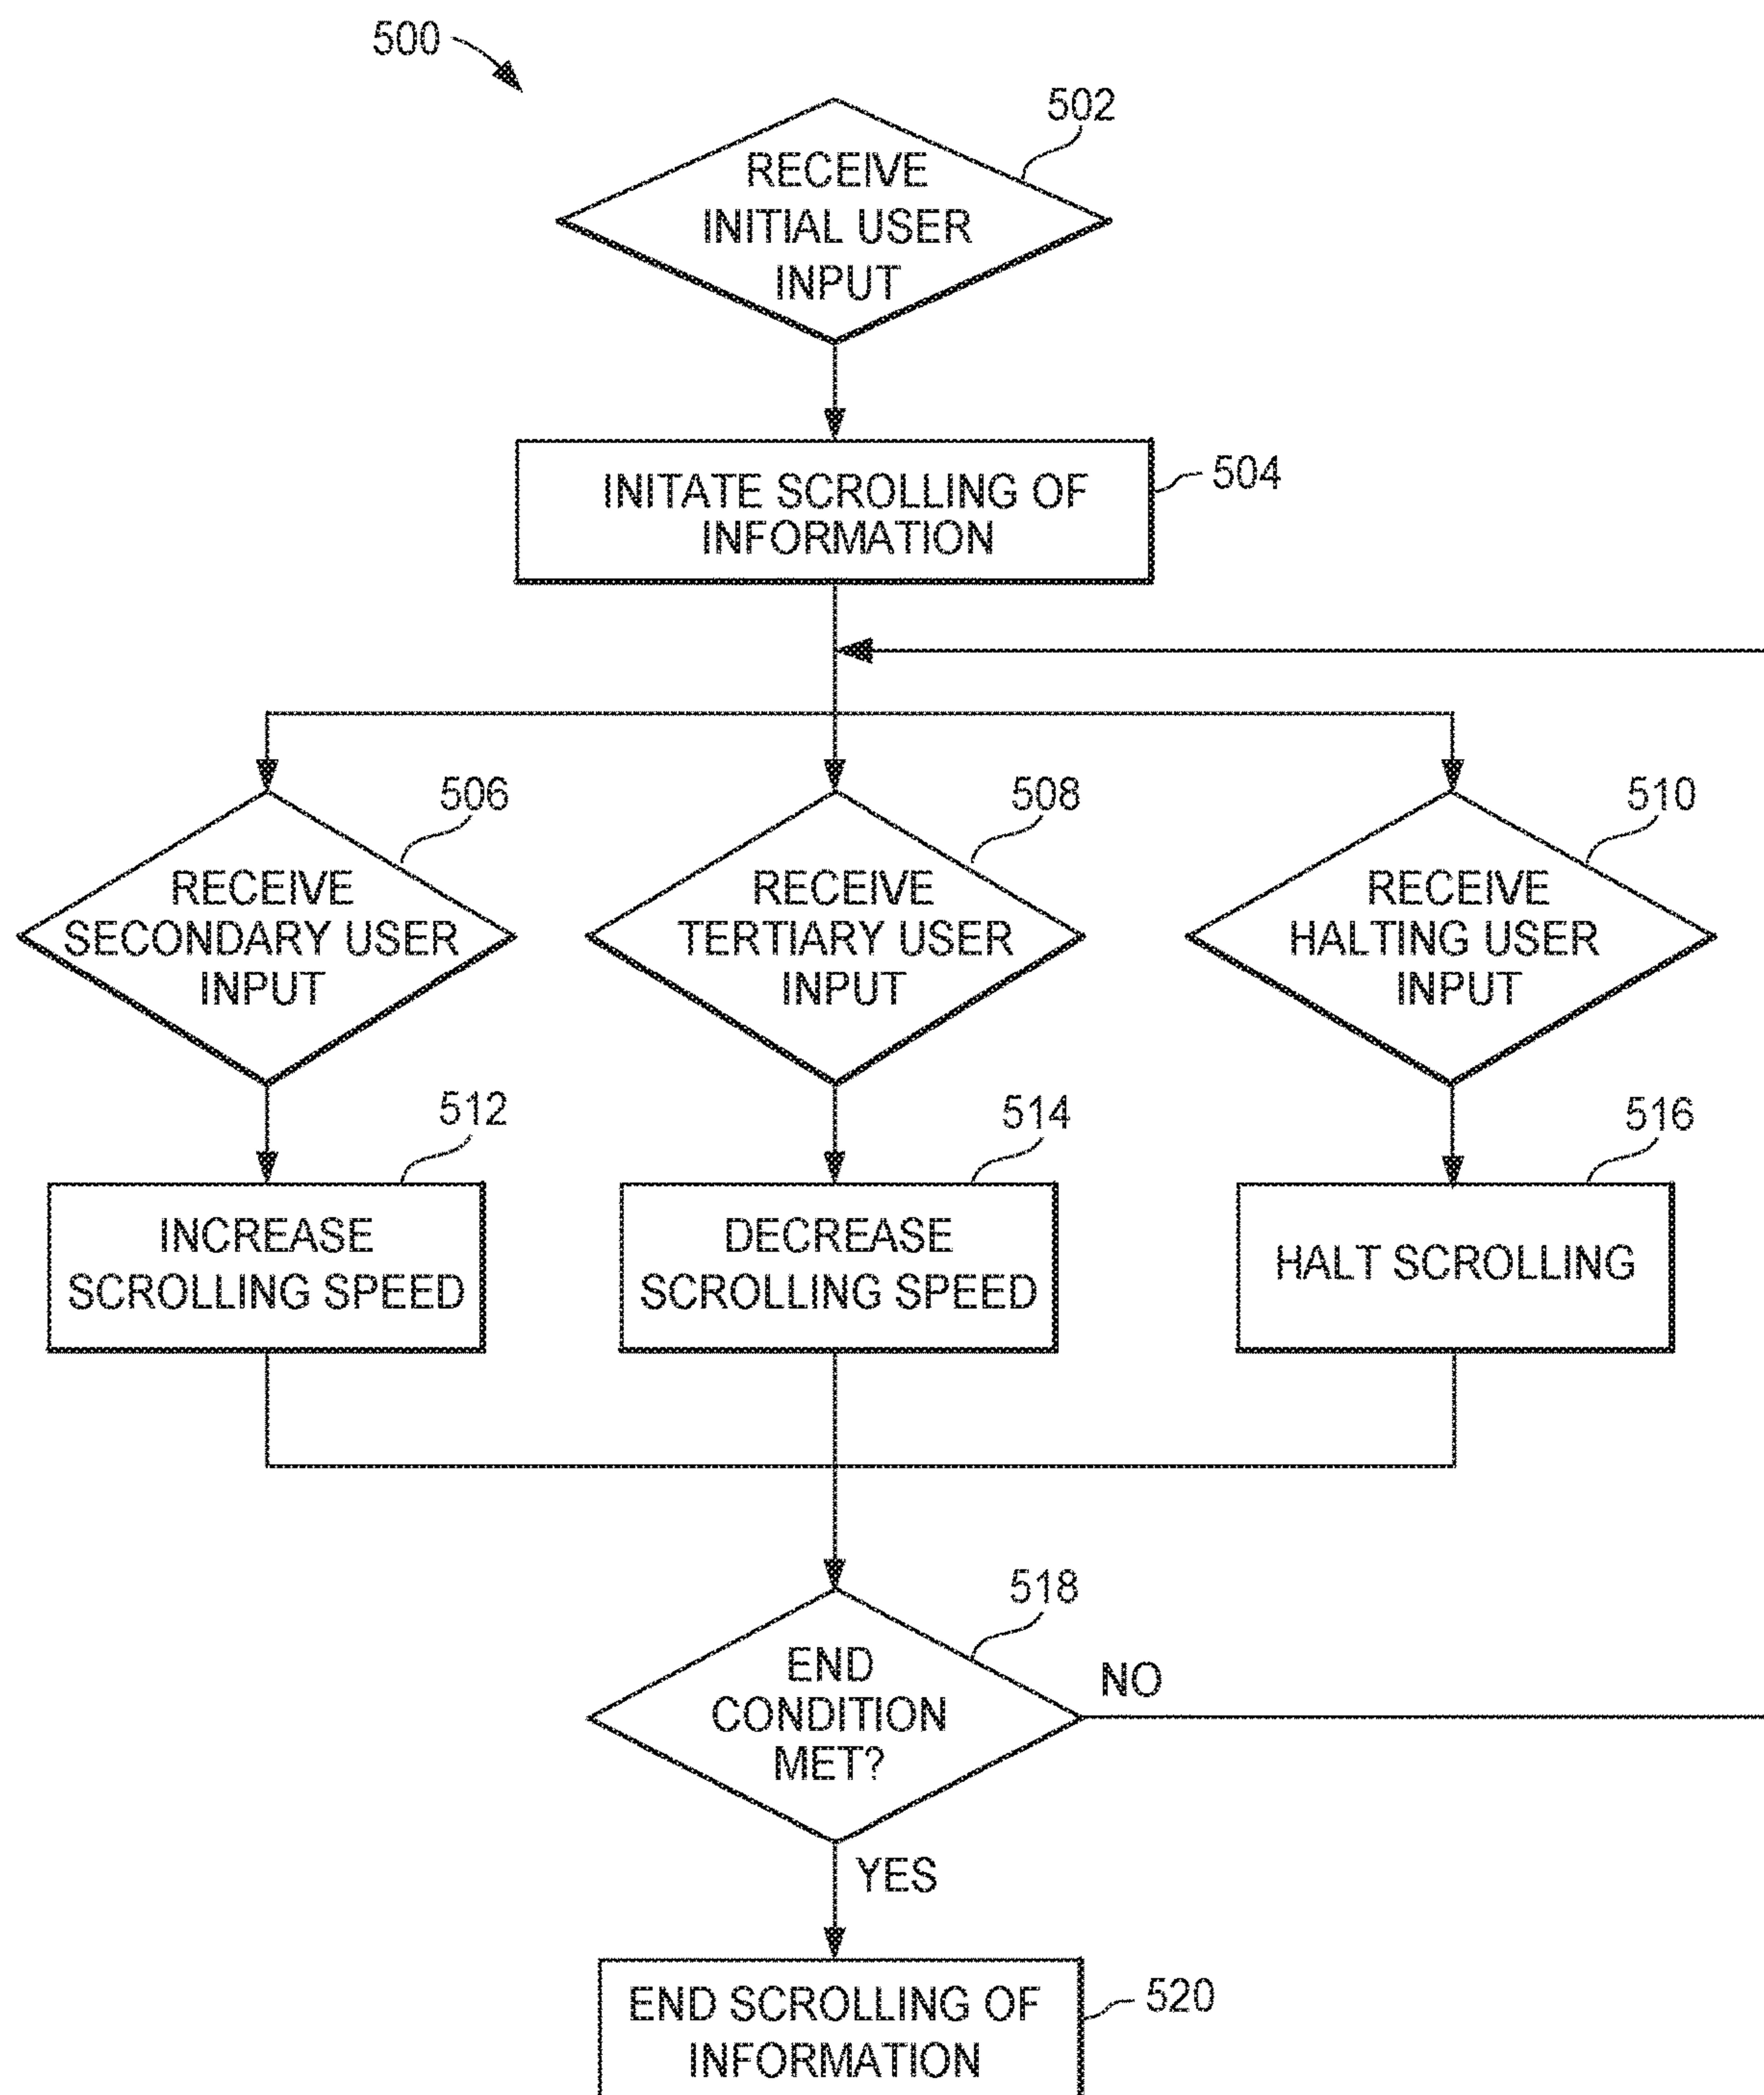 500
502
RECEIVE
INITIAL USER
INPUT
INITATE SCROLLING OF
INFORMATION
504
506
508
510
RECEIVE
SECONDARY USER
INPUT
RECEIVE
TERTIARY USER
INPUT
RECEIVE
HALTING USER
INPUT
512
514
516
INCREASE
SCROLLING SPEED
DECREASE
SCROLLING SPEED
HALT SCROLLING
518
END
CONDITION
MET?
NO
YES
END SCROLLING OF
INFORMATION
520